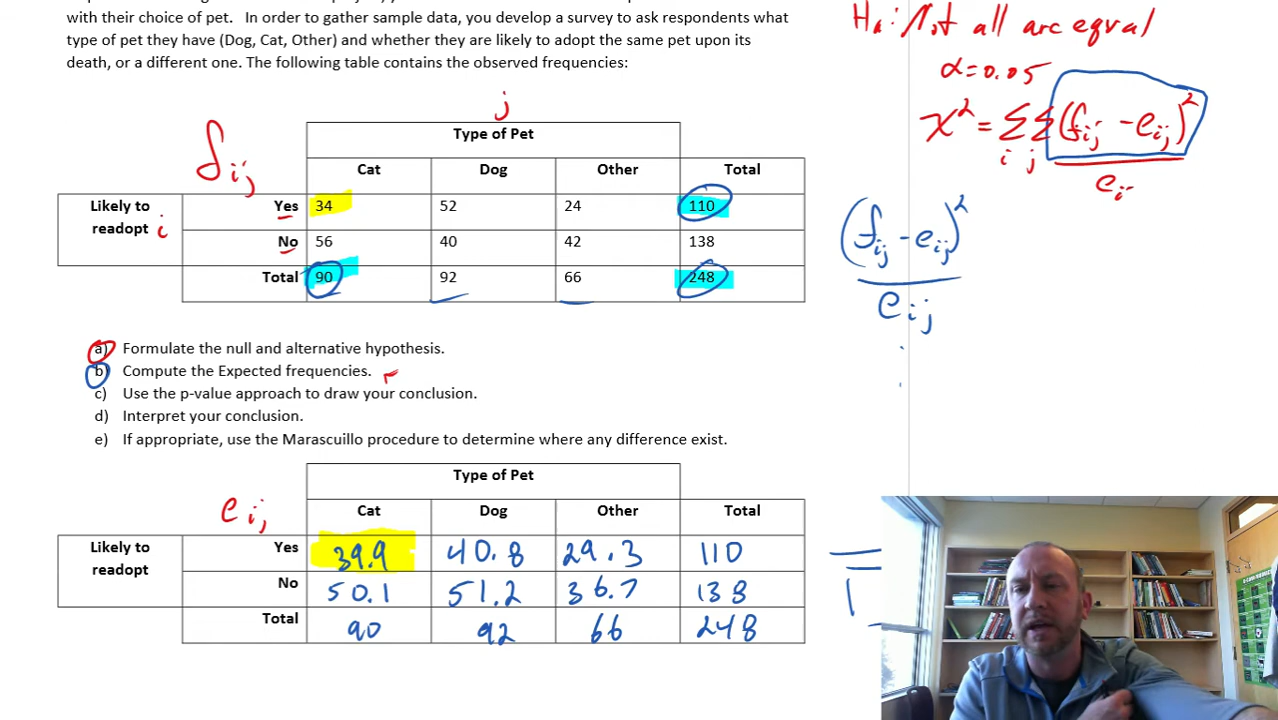 with their choice of pet. In order to gather sample data, you develop a survey to ask respondents what
type of pet they have (Dog, Cat, Other) and whether they are likely to adopt the same pet upon its
death, or a different one. The following table contains the observed frequencies:
Ha: Not all are equal
α=0.05
χ² = Σi Σj (fij - eij)² / eij
fij
j
Type of Pet
Cat Dog Other Total
Likely to readopt i
Yes 34 52 24 110
No 56 40 42 138
Total 90 92 66 248
(fij - eij)²
eij
a) Formulate the null and alternative hypothesis.
b) Compute the Expected frequencies.
c) Use the p-value approach to draw your conclusion.
d) Interpret your conclusion.
e) If appropriate, use the Marascuillo procedure to determine where any difference exist.
eij
Type of Pet
Cat Dog Other Total
Likely to readopt
Yes 39.9 40.8 29.3 110
No 50.1 51.2 36.7 138
Total 90 92 66 248